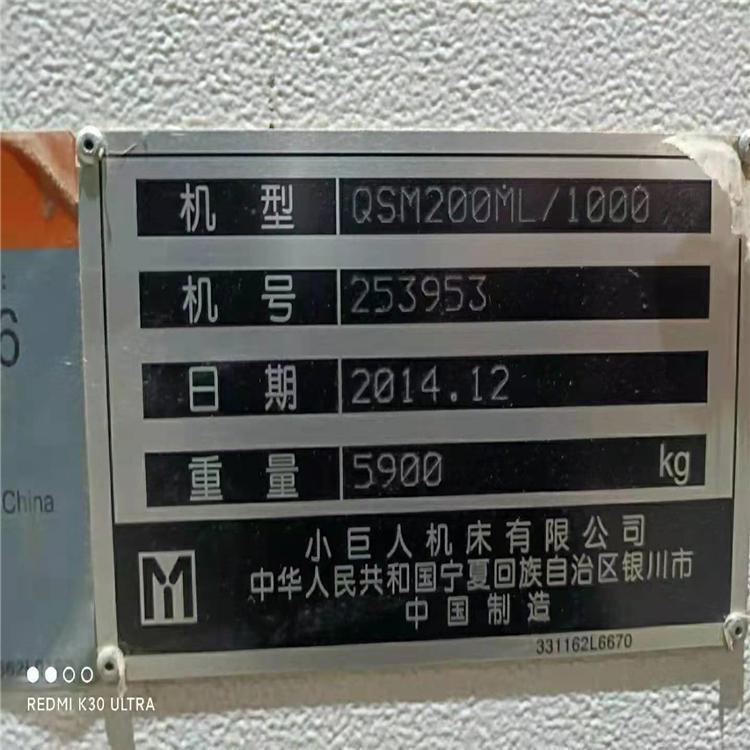 机型 QSM200ML/1000
机号 253953
日期 2014.12
重量 5900 kg
小巨人机床有限公司
中华人民共和国宁夏回族自治区银川市
中国制造
331162L6670
6
China
REDMI K30 ULTRA